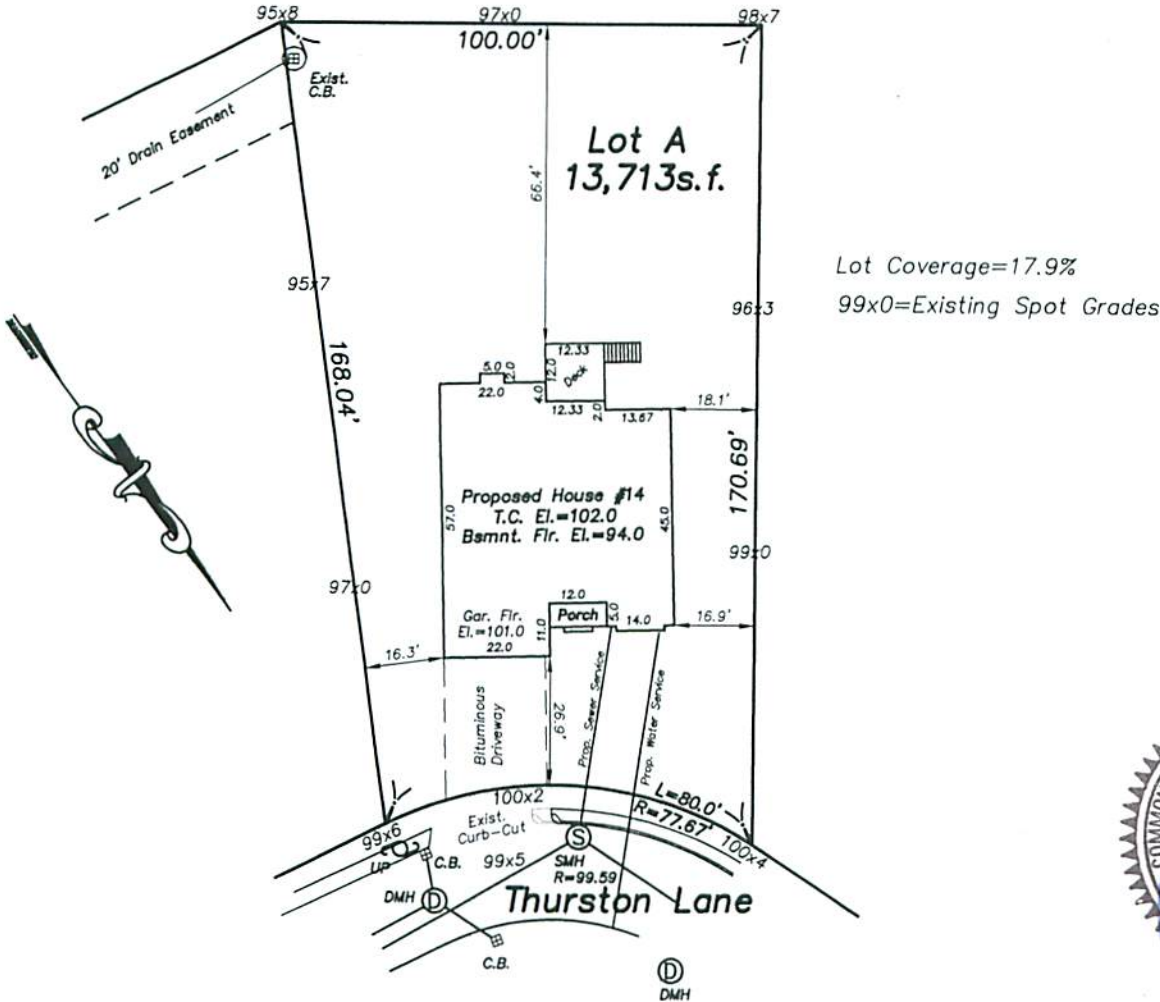 95x8
97x0
98x7
100.00'
Exist.
C.B.
20' Drain Easement
66.4'
Lot A
13,713s.f.
Lot Coverage=17.9%
99x0=Existing Spot Grades
95x7
96x3
168.04'
170.69'
12.33
5.0
2.0
12.0
Deck
22.0
4.0
12.33
2.0
13.67
18.1'
Proposed House #14
T.C. El.=102.0
Bsmnt. Flr. El.=94.0
57.0
45.0
99x0
97x0
12.0
Porch
5.0
14.0
16.9'
Gar. Flr.
El.=101.0
11.0
22.0
16.3'
Bituminous
Driveway
26.9'
Prop. Sewer Service
Prop. Water Service
L=80.0'
R=77.67'
100x2
100x4
99x6
Exist.
Curb-Cut
UP
C.B.
99x5
S
SMH
R=99.59
DMH
D
Thurston Lane
C.B.
D
DMH